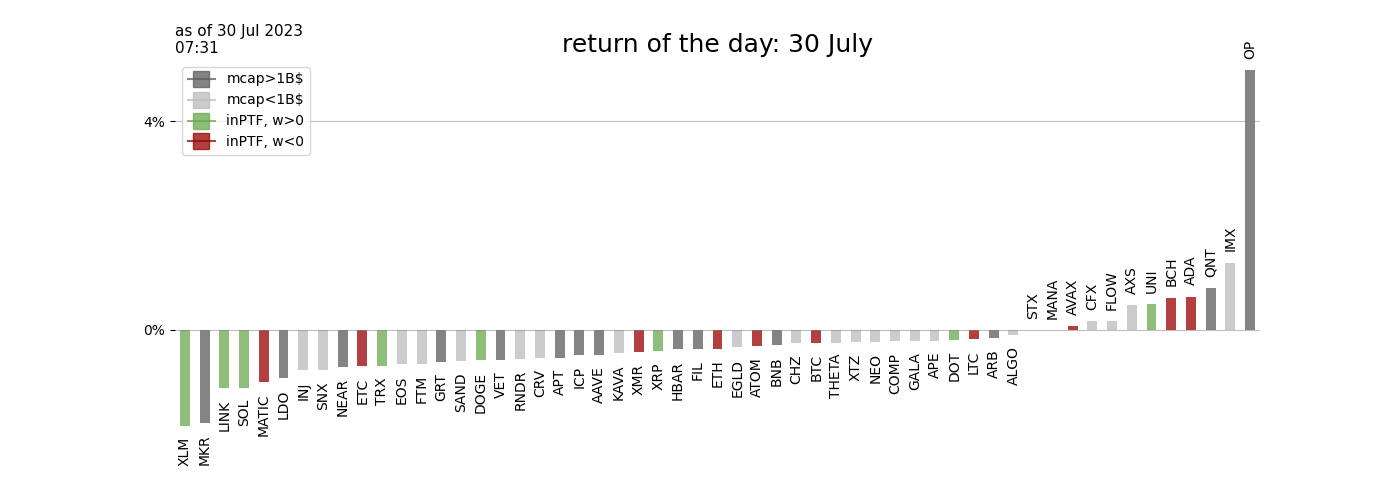 as of 30 Jul 2023
07:31
return of the day: 30 July
mcap>1B$
mcap<1B$
inPTF, w>0
inPTF, w<0
4%
0%
XLM
MKR
LINK
SOL
MATIC
LDO
INJ
SNX
NEAR
ETC
TRX
EOS
FTM
GRT
SAND
DOGE
VET
RNDR
CRV
APT
ICP
AAVE
KAVA
XMR
XRP
HBAR
FIL
ETH
EGLD
ATOM
BNB
CHZ
BTC
THETA
XTZ
NEO
COMP
GALA
APE
DOT
LTC
ARB
ALGO
STX
MANA
AVAX
CFX
FLOW
AXS
UNI
BCH
ADA
QNT
IMX
OP